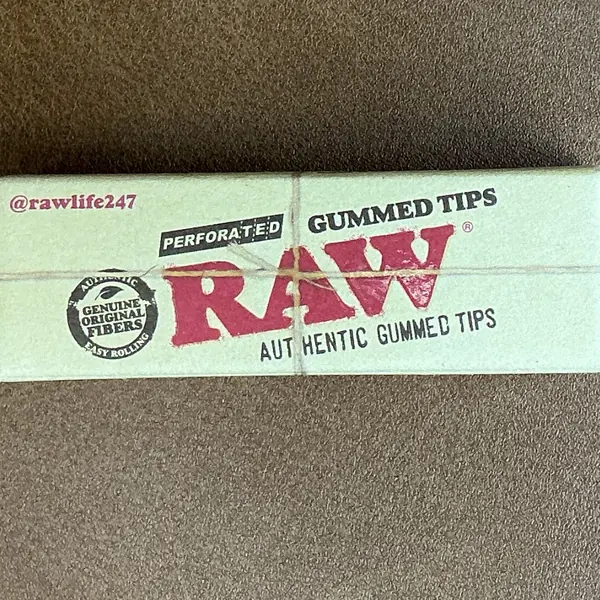 @rawlife247
PERFORATED
GUMMED TIPS
RAW®
AUTHENTIC GUMMED TIPS
AUTHENTIC
GENUINE
ORIGINAL
FIBERS
EASY ROLLING